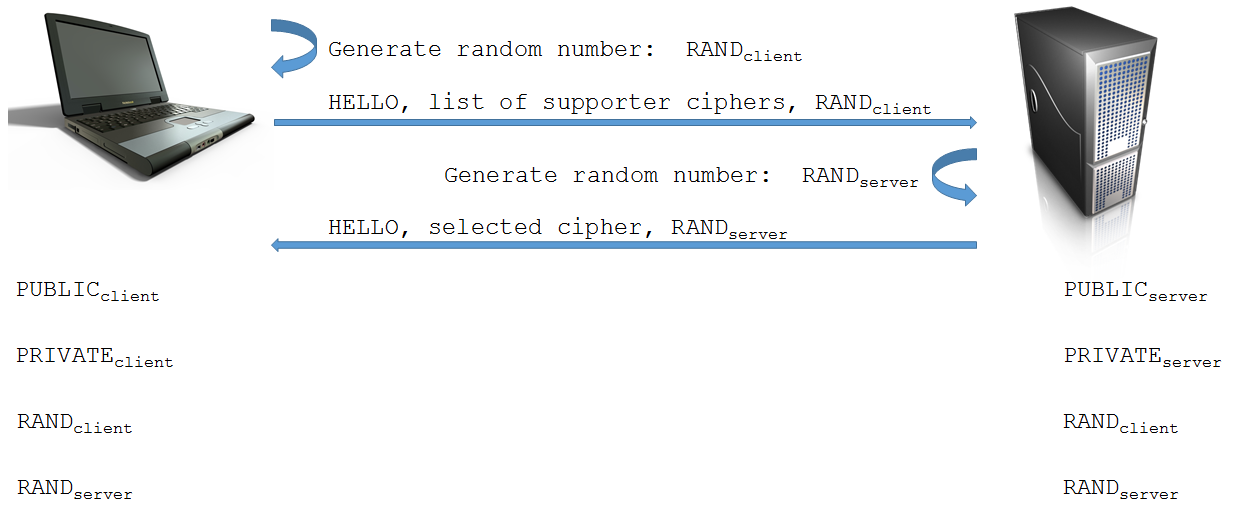 Generate random number: RANDclient
HELLO, list of supporter ciphers, RANDclient
Generate random number: RANDserver
HELLO, selected cipher, RANDserver
PUBLICclient
PUBLICserver
PRIVATEclient
PRIVATEserver
RANDclient
RANDclient
RANDserver
RANDserver